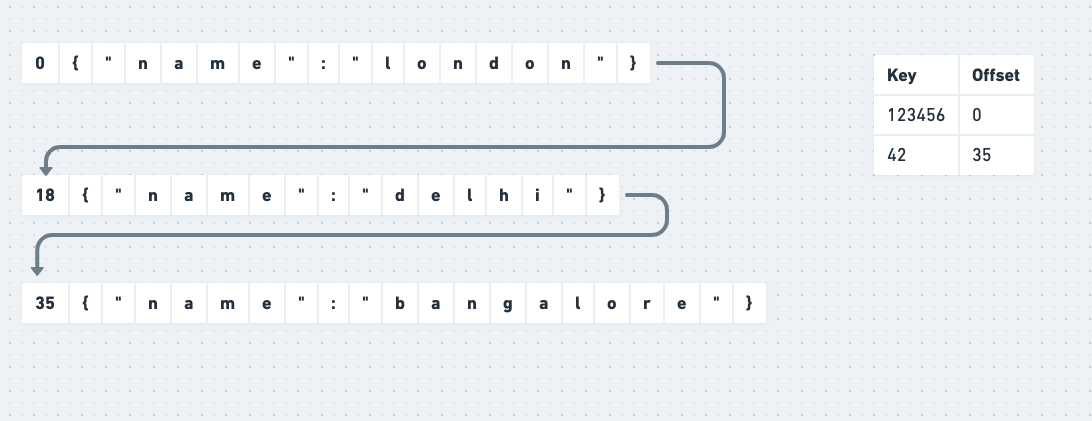 0 { " n a m e " : " l o n d o n " }
18 { " n a m e " : " d e l h i " }
35 { " n a m e " : " b a n g a l o r e " }
Key Offset
123456 0
42 35